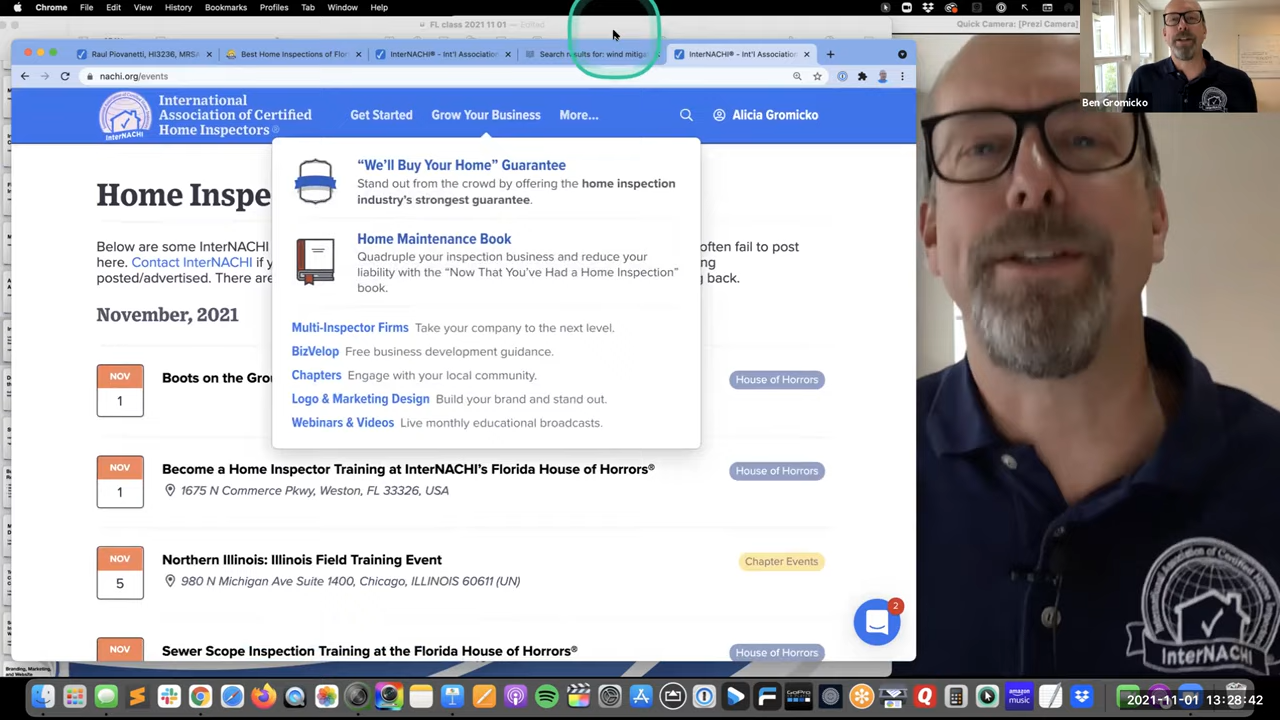 Chrome File Edit View History Bookmarks Profiles Tab Window Help
FL class 2021 11 01 — Edited
Quick Camera: [Prezi Camera]
Raul Piovanetti, HI3236, MRSA
Best Home Inspections of Flor
InterNACHI® - Int'l Association
Search results for: wind mitiga
InterNACHI® - Int'l Association
nachi.org/events
Ben Gromicko
International
Association of Certified
Home Inspectors®
InterNACHI
Get Started
Grow Your Business
More...
Alicia Gromicko
“We’ll Buy Your Home” Guarantee
Stand out from the crowd by offering the home inspection
industry’s strongest guarantee.
Home Maintenance Book
Quadruple your inspection business and reduce your
liability with the “Now That You’ve Had a Home Inspection”
book.
Multi-Inspector Firms Take your company to the next level.
BizVelop Free business development guidance.
Chapters Engage with your local community.
Logo & Marketing Design Build your brand and stand out.
Webinars & Videos Live monthly educational broadcasts.
Home Inspe
Below are some InterNACHI
often fail to post
here. Contact InterNACHI if y
ng
posted/advertised. There are
g back.
November, 2021
NOV
1
Boots on the Grou
House of Horrors
NOV
1
Become a Home Inspector Training at InterNACHI’s Florida House of Horrors®
1675 N Commerce Pkwy, Weston, FL 33326, USA
House of Horrors
NOV
5
Northern Illinois: Illinois Field Training Event
980 N Michigan Ave Suite 1400, Chicago, ILLINOIS 60611 (UN)
Chapter Events
NOV
Sewer Scope Inspection Training at the Florida House of Horrors®
House of Horrors
2
Branding, Marketing,
and Website
InterNACHI
GoPro
amazon
music
2021-11-01 13:28:42